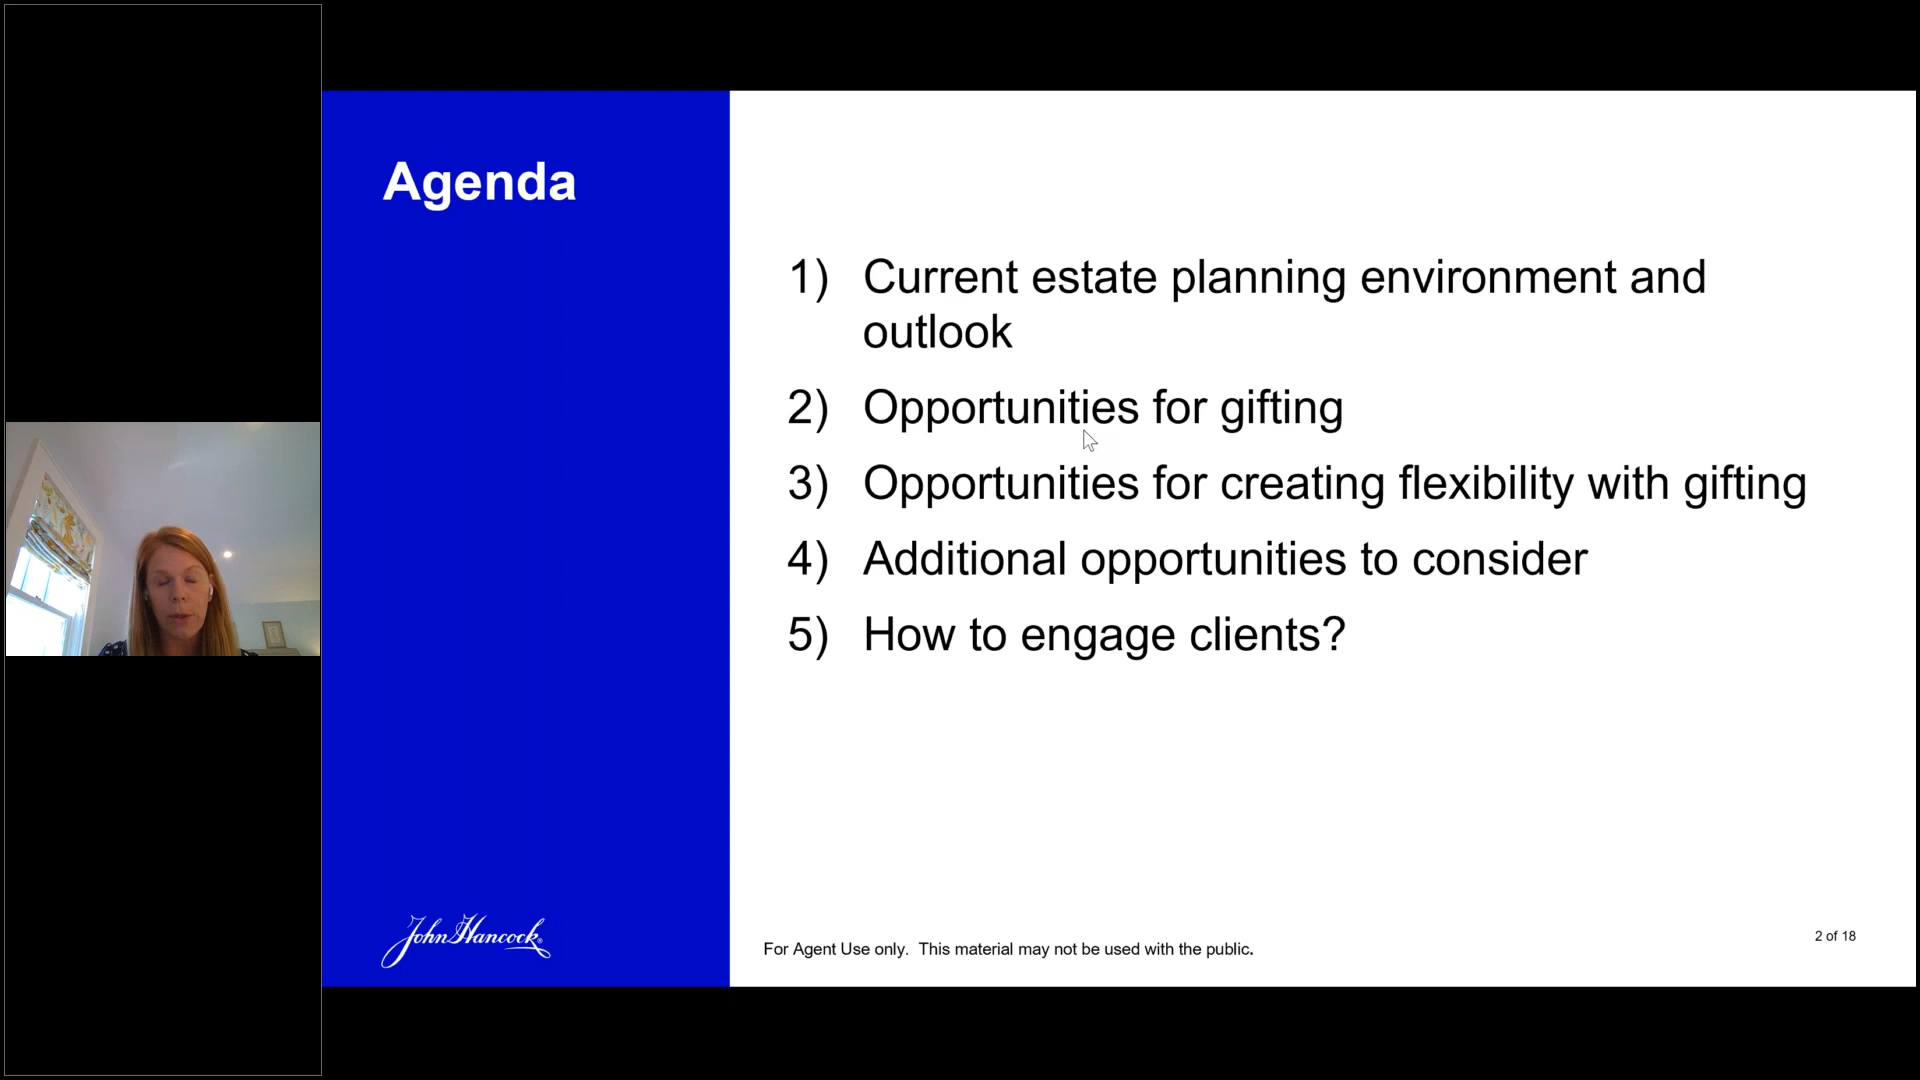 Agenda
1) Current estate planning environment and
outlook
2) Opportunities for gifting
3) Opportunities for creating flexibility with gifting
4) Additional opportunities to consider
5) How to engage clients?
John Hancock®
For Agent Use only. This material may not be used with the public.
2 of 18